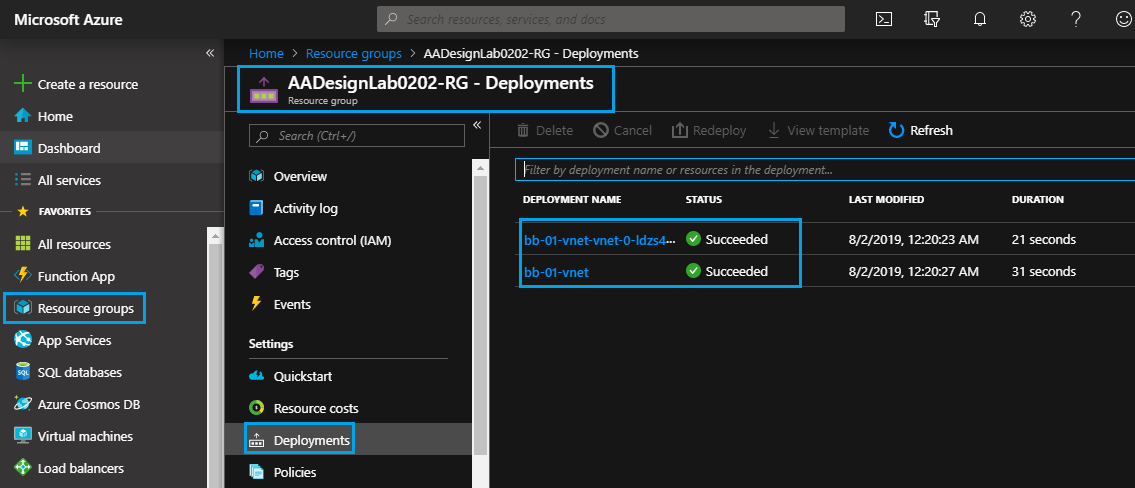 Microsoft Azure
Search resources, services, and docs
«
Create a resource
Home
Dashboard
All services
FAVORITES
All resources
Function App
Resource groups
App Services
SQL databases
Azure Cosmos DB
Virtual machines
Load balancers
Home > Resource groups > AADesignLab0202-RG - Deployments
AADesignLab0202-RG - Deployments
Resource group
Search (Ctrl+/)
«
Overview
Activity log
Access control (IAM)
Tags
Events
Settings
Quickstart
Resource costs
Deployments
Policies
Delete Cancel Redeploy View template Refresh
Filter by deployment name or resources in the deployment...
DEPLOYMENT NAME STATUS LAST MODIFIED DURATION
bb-01-vnet-vnet-0-ldzs4... Succeeded 8/2/2019, 12:20:23 AM 21 seconds
bb-01-vnet Succeeded 8/2/2019, 12:20:27 AM 31 seconds